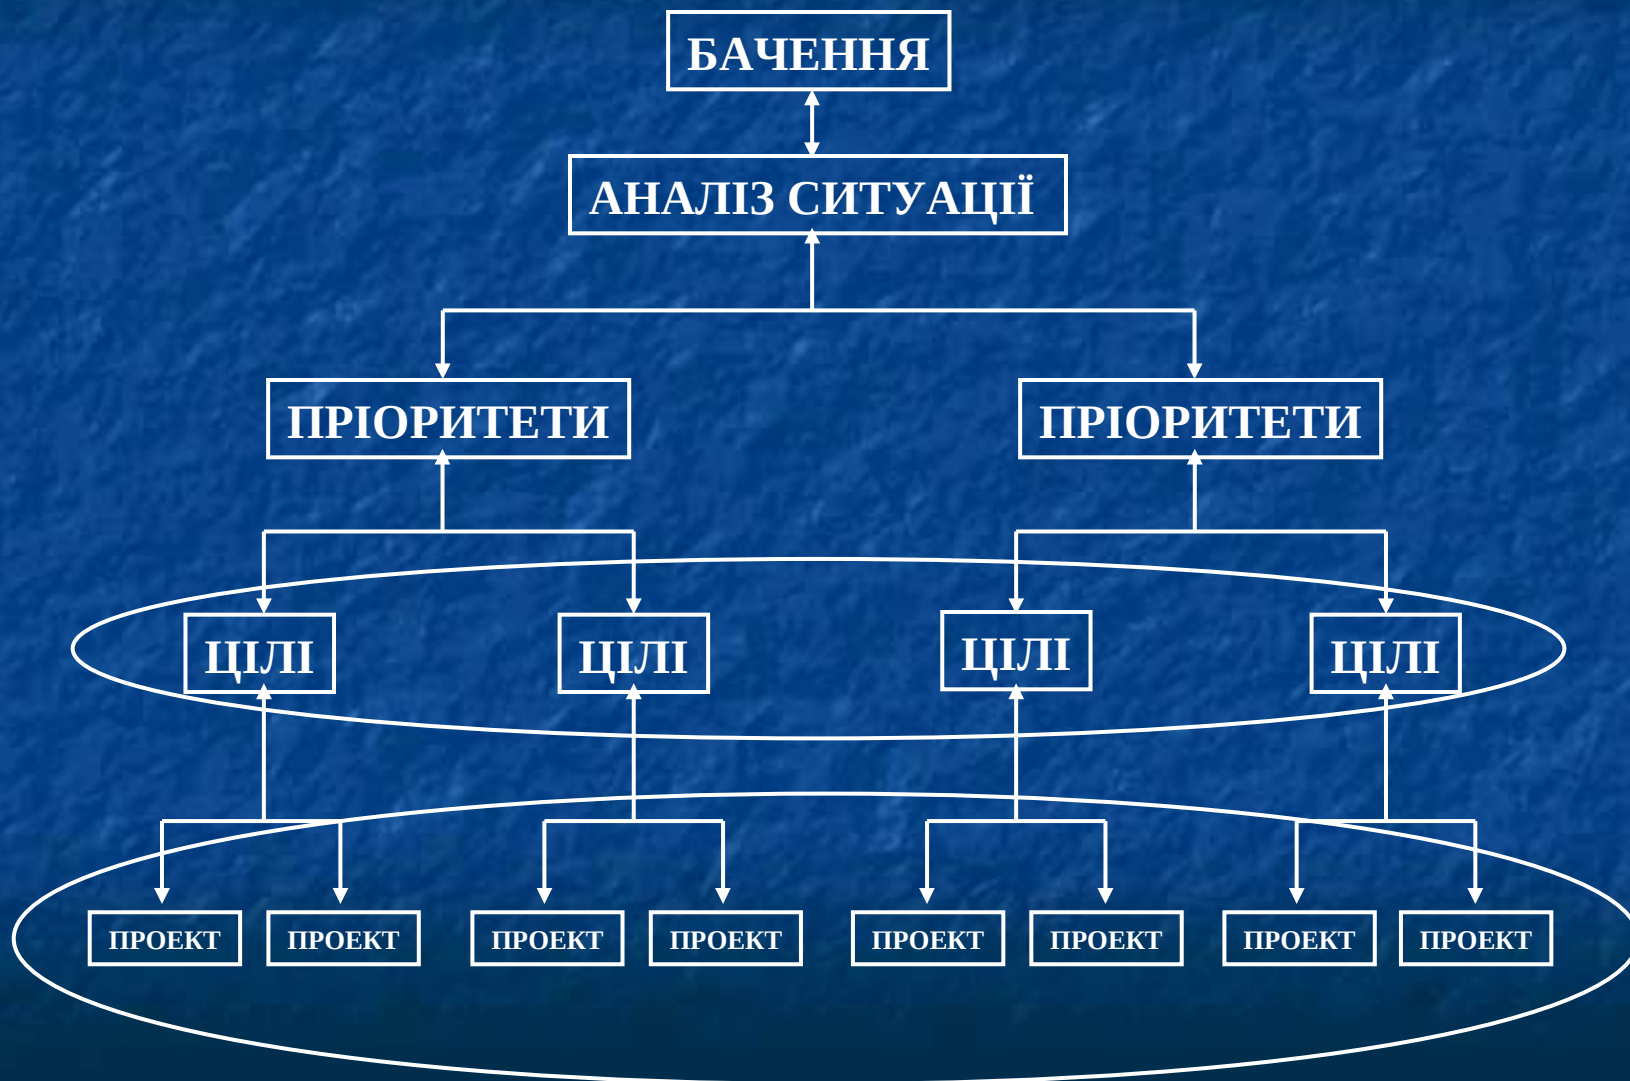 БАЧЕННЯ
АНАЛІЗ СИТУАЦІЇ
ПРІОРИТЕТИ
ПРІОРИТЕТИ
ЦІЛІ
ЦІЛІ
ЦІЛІ
ЦІЛІ
ПРОЕКТ
ПРОЕКТ
ПРОЕКТ
ПРОЕКТ
ПРОЕКТ
ПРОЕКТ
ПРОЕКТ
ПРОЕКТ